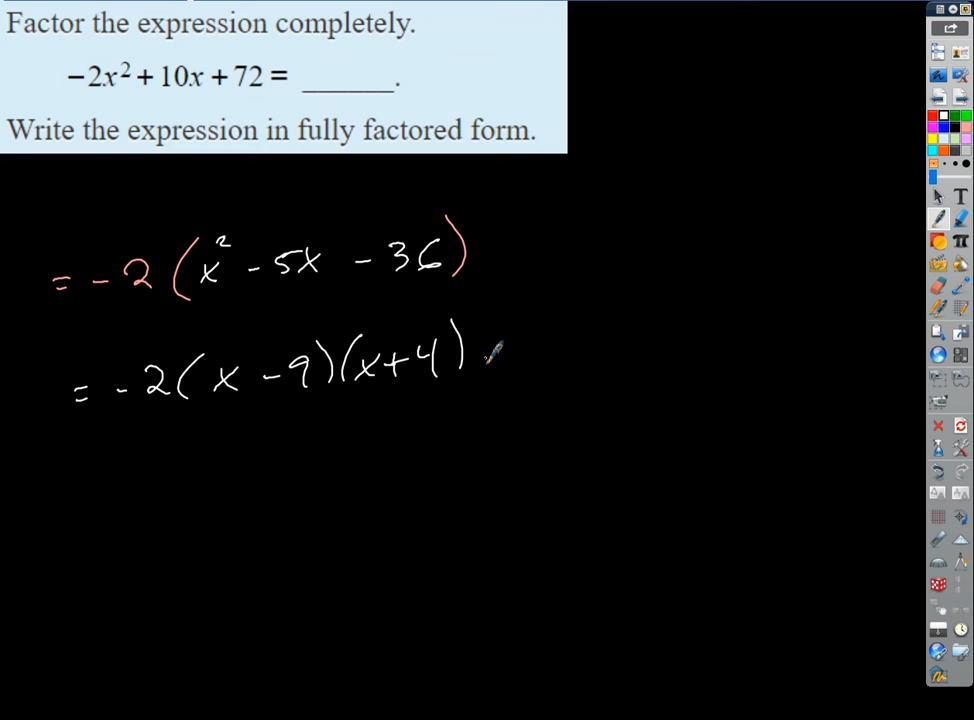 Factor the expression completely.
−2x² + 10x + 72 = ______.
Write the expression in fully factored form.
= -2 (x² - 5x - 36)
= -2 (x - 9)(x + 4)
T
π